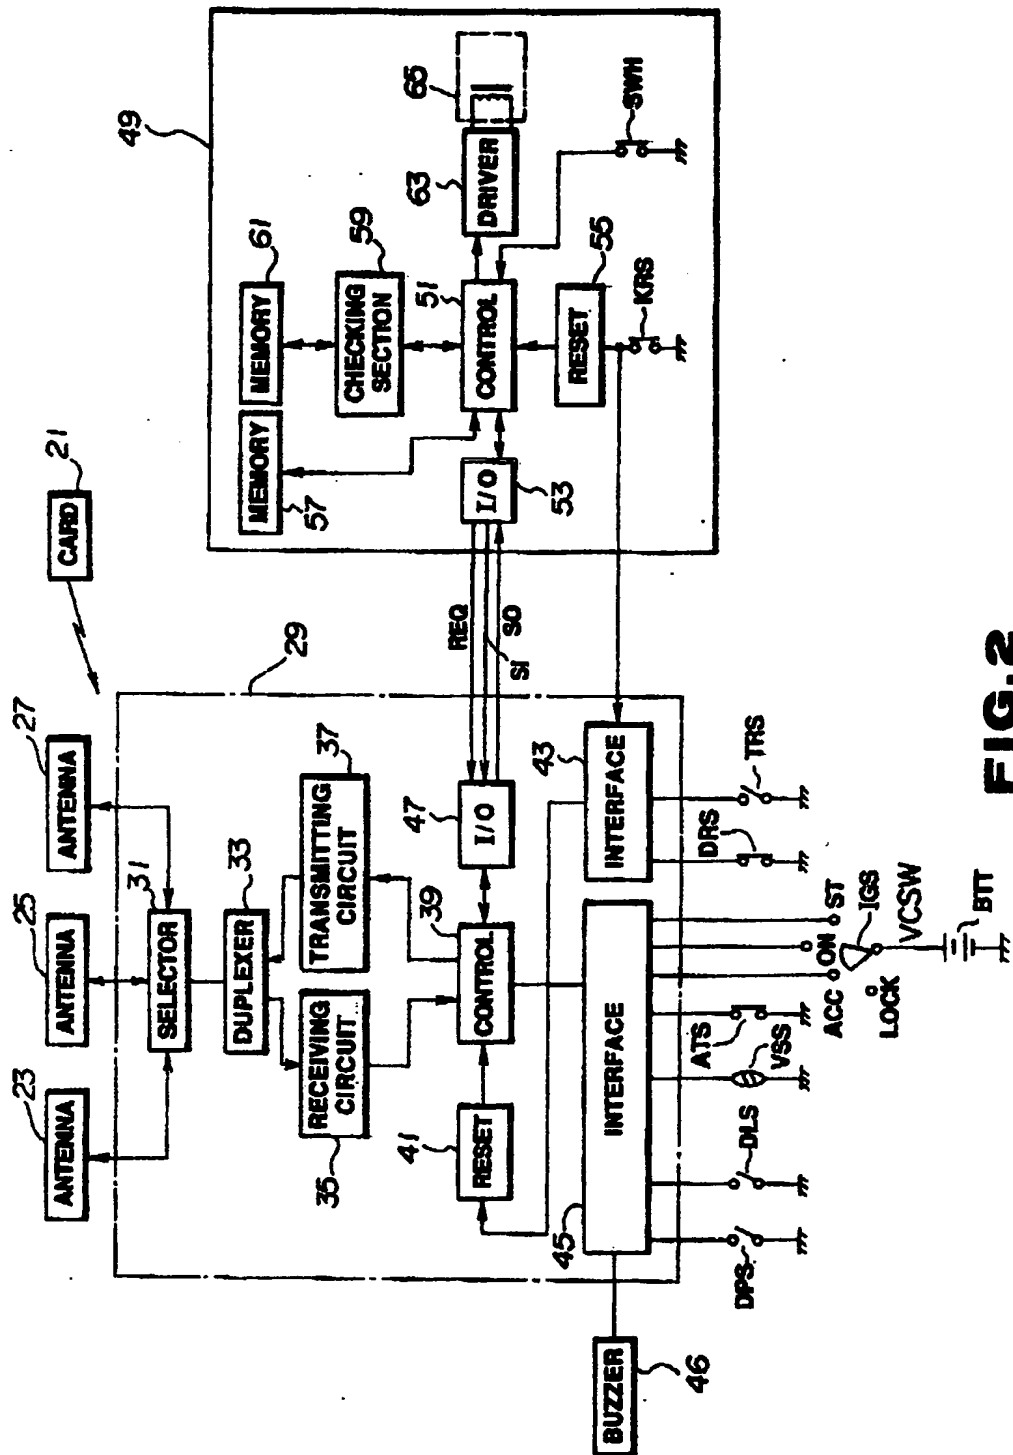 CARD
21
ANTENNA
23
ANTENNA
25
ANTENNA
27
29
SELECTOR
31
DUPLEXER
33
RECEIVING
CIRCUIT
35
TRANSMITTING
CIRCUIT
37
RESET
41
CONTROL
39
I/O
47
REQ
SI
SO
INTERFACE
45
INTERFACE
43
BUZZER
46
DPS
DLS
VSS
ATS
ACC
ON
ST
LOCK
IGS
VCSW
BTT
DRS
TRS
49
MEMORY
57
MEMORY
61
CHECKING
SECTION
59
I/O
53
CONTROL
51
DRIVER
63
65
RESET
55
KRS
SWH
FIG.2